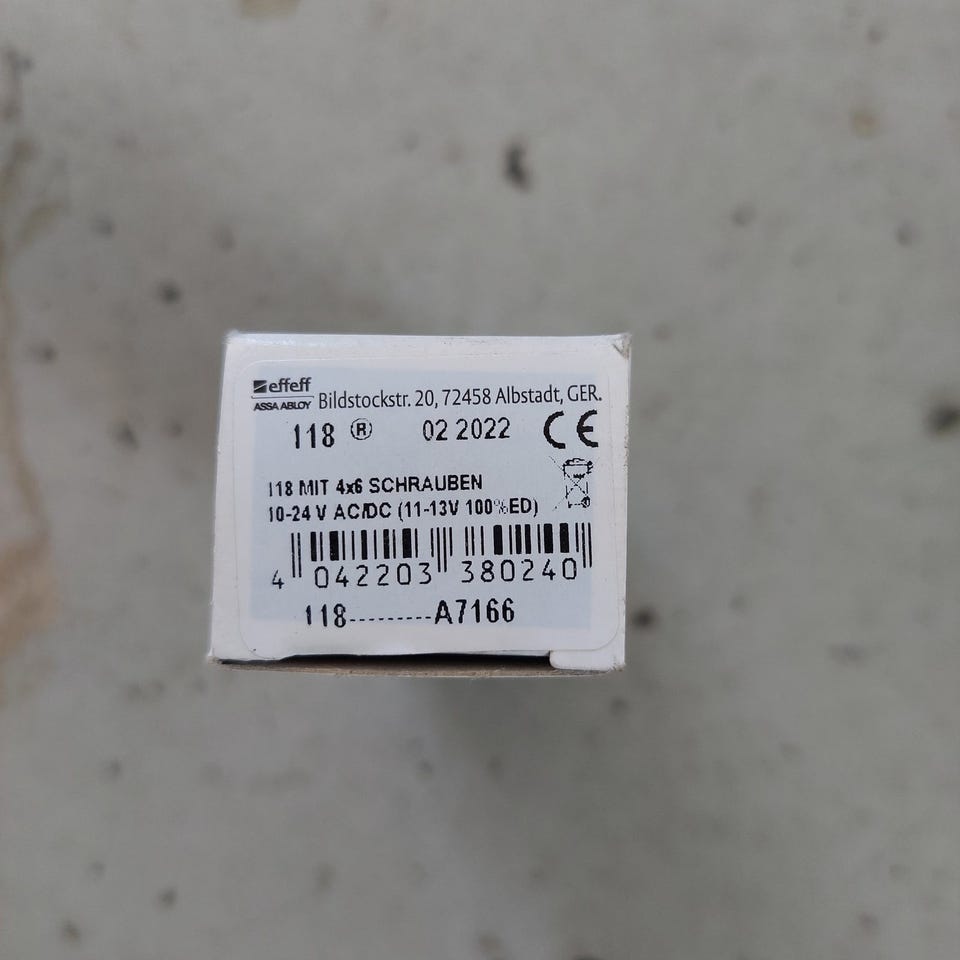 effeff
ASSA ABLOY Bildstockstr. 20, 72458 Albstadt, GER.
118 ® 02 2022 CE
118 MIT 4x6 SCHRAUBEN
10-24 V AC/DC (11-13V 100%ED)
4 042203 380240
118---------A7166